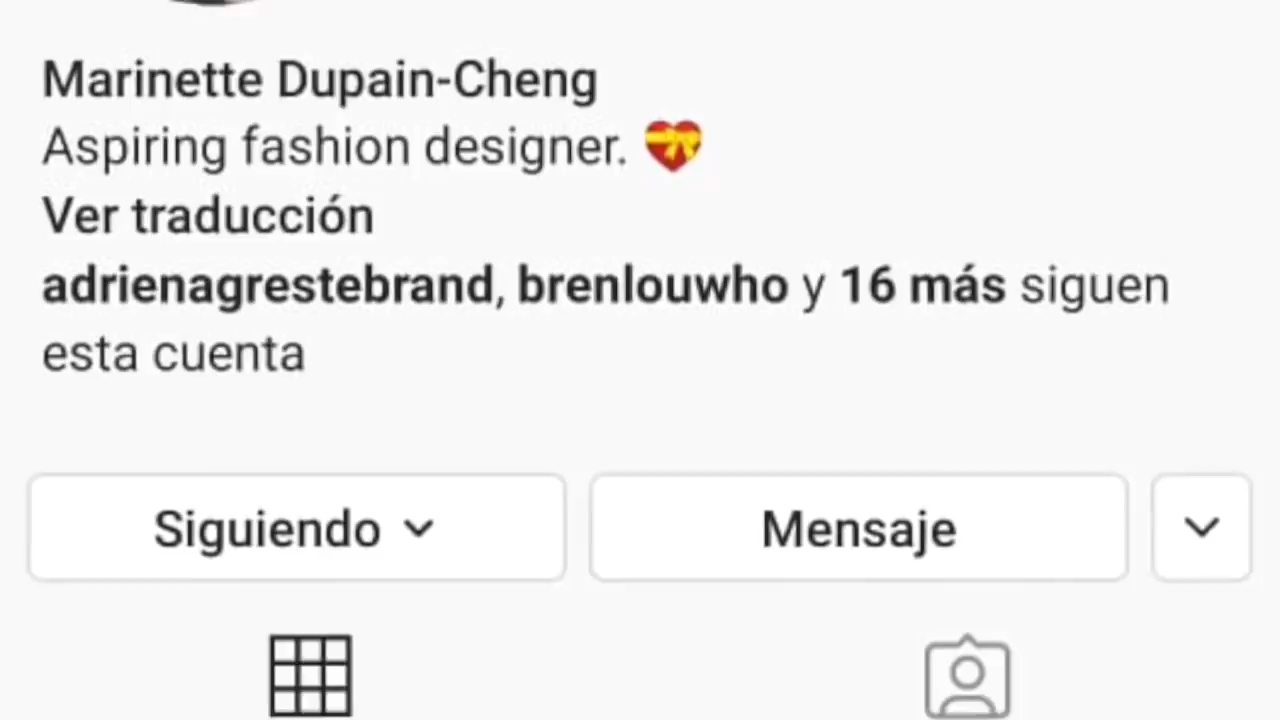 Marinette Dupain-Cheng
Aspiring fashion designer. 💝
Ver traducción
adrienagrestebrand, brenlouwho y 16 más siguen
esta cuenta
Siguiendo
Mensaje